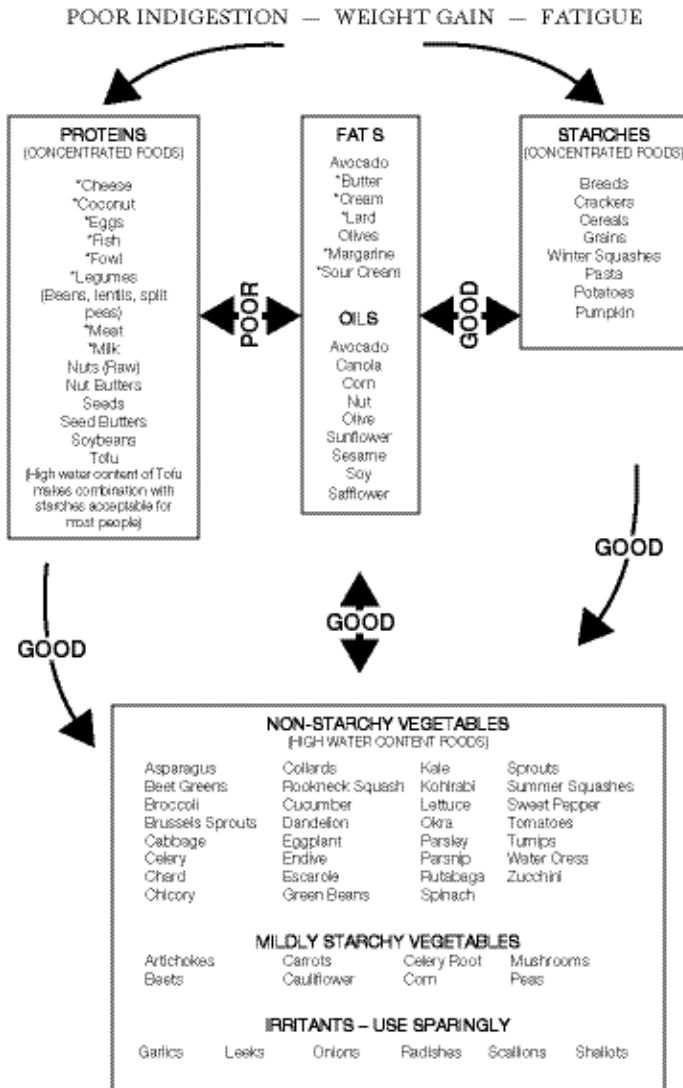 POOR INDIGESTION — WEIGHT GAIN — FATIGUE
PROTEINS
(CONCENTRATED FOODS)
*Cheese
*Coconut
*Eggs
*Fish
*Fowl
*Legumes
(Beans, lentils, split
peas)
*Meat
*Milk
Nuts (Raw)
Nut Butters
Seeds
Seed Butters
Soybeans
Tofu
(High water content of Tofu
makes combination with
starches acceptable for
most people)
POOR
FATS
Avocado
*Butter
*Cream
*Lard
Olives
*Margarine
*Sour Cream
OILS
Avocado
Canola
Corn
Nut
Olive
Sunflower
Sesame
Soy
Safflower
GOOD
STARCHES
(CONCENTRATED FOODS)
Breads
Crackers
Cereals
Grains
Winter Squashes
Pasta
Potatoes
Pumpkin
GOOD
GOOD
GOOD
NON-STARCHY VEGETABLES
(HIGH WATER CONTENT FOODS)
Asparagus Collards Kale Sprouts
Beet Greens Rookneck Squash Kohlrabi Summer Squashes
Broccoli Cucumber Lettuce Sweet Pepper
Brussels Sprouts Dandelion Okra Tomatoes
Cabbage Eggplant Parsley Turnips
Celery Endive Parsnip Water Cress
Chard Escarole Rutabaga Zucchini
Chicory Green Beans Spinach
MILDLY STARCHY VEGETABLES
Artichokes Carrots Celery Root Mushrooms
Beets Cauliflower Corn Peas
IRRITANTS – USE SPARINGLY
Garlics Leeks Onions Radishes Scallions Shallots